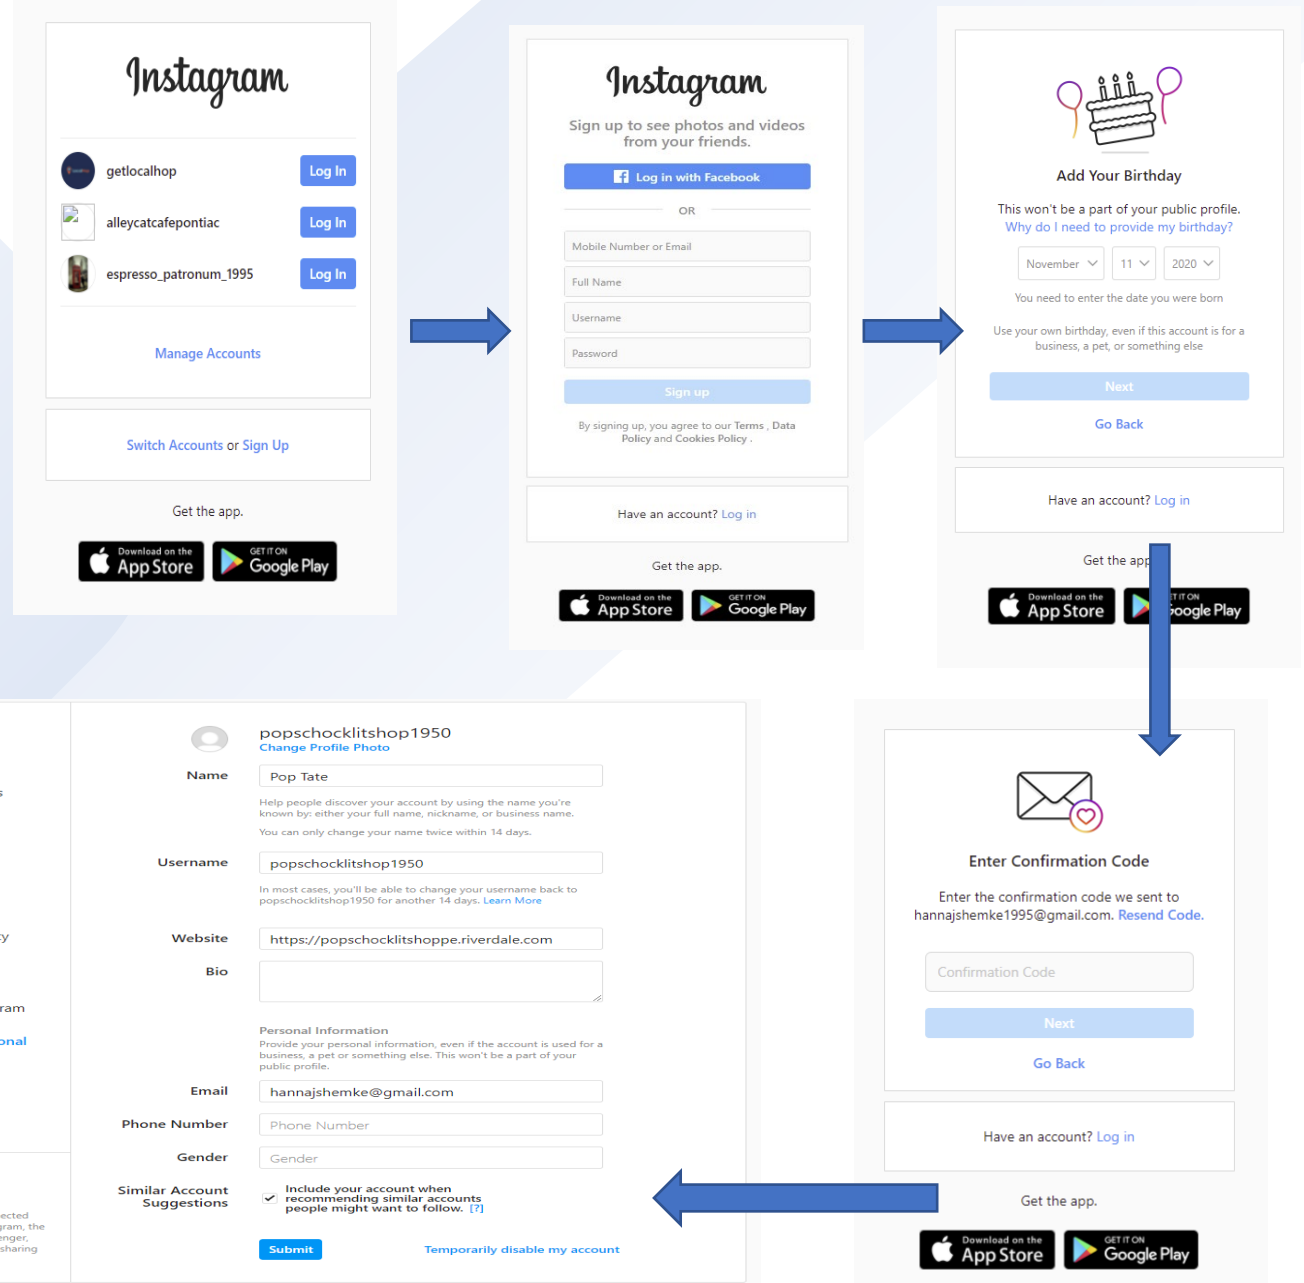 Instagram
getlocalhop
Log In
alleycatcafepontiac
Log In
espresso_patronum_1995
Log In
Manage Accounts
Switch Accounts or Sign Up
Get the app.
Download on the
App Store
GET IT ON
Google Play
Instagram
Sign up to see photos and videos
from your friends.
Log in with Facebook
OR
Mobile Number or Email
Full Name
Username
Password
Sign up
By signing up, you agree to our Terms , Data
Policy and Cookies Policy .
Have an account? Log in
Get the app.
Download on the
App Store
GET IT ON
Google Play
Add Your Birthday
This won't be a part of your public profile.
Why do I need to provide my birthday?
November 11 2020
You need to enter the date you were born
Use your own birthday, even if this account is for a
business, a pet, or something else
Next
Go Back
Have an account? Log in
Get the app
Download on the
App Store
ET IT ON
Google Play
Enter Confirmation Code
Enter the confirmation code we sent to
hannajshemke1995@gmail.com. Resend Code.
Confirmation Code
Next
Go Back
Have an account? Log in
Get the app.
Download on the
App Store
GET IT ON
Google Play
popschocklitshop1950
Change Profile Photo
Name
Pop Tate
Help people discover your account by using the name you're
known by: either your full name, nickname, or business name.
You can only change your name twice within 14 days.
Username
popschocklitshop1950
In most cases, you'll be able to change your username back to
popschocklitshop1950 for another 14 days. Learn More
Website
https://popschocklitshoppe.riverdale.com
Bio
Personal Information
Provide your personal information, even if the account is used for a
business, a pet or something else. This won't be a part of your
public profile.
Email
hannajshemke@gmail.com
Phone Number
Phone Number
Gender
Gender
Similar Account
Suggestions
Include your account when
recommending similar accounts
people might want to follow. [?]
Submit
Temporarily disable my account
s
cy
ram
onal
ected
gram, the
enger,
sharing